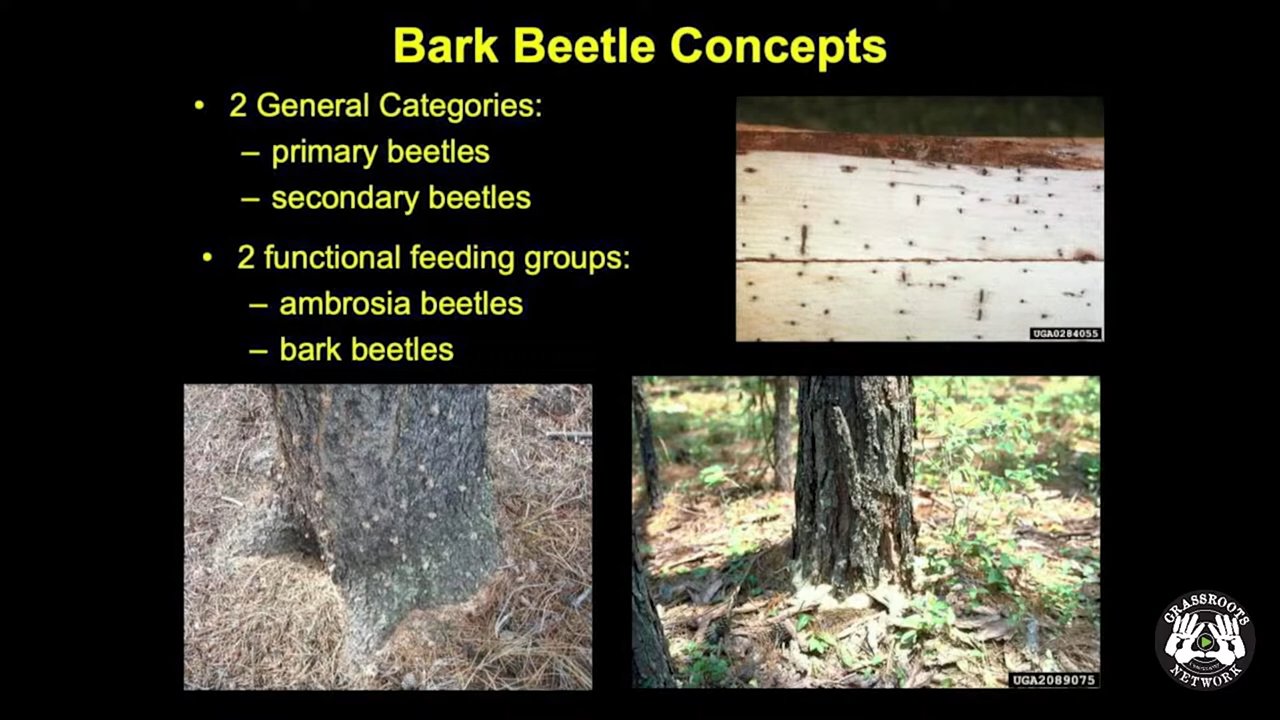 Bark Beetle Concepts
• 2 General Categories:
– primary beetles
– secondary beetles
• 2 functional feeding groups:
– ambrosia beetles
– bark beetles
UGA0284055
UGA2089075
GRASSROOTS
NETWORK